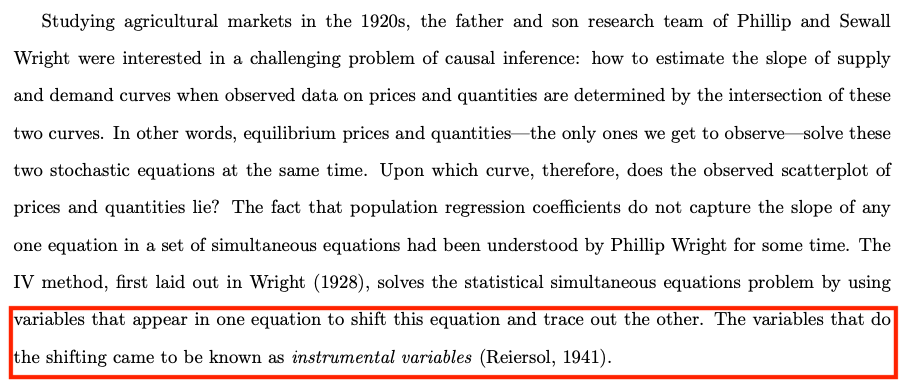 Studying agricultural markets in the 1920s, the father and son research team of Phillip and Sewall
Wright were interested in a challenging problem of causal inference: how to estimate the slope of supply
and demand curves when observed data on prices and quantities are determined by the intersection of these
two curves. In other words, equilibrium prices and quantities—the only ones we get to observe—solve these
two stochastic equations at the same time. Upon which curve, therefore, does the observed scatterplot of
prices and quantities lie? The fact that population regression coefficients do not capture the slope of any
one equation in a set of simultaneous equations had been understood by Phillip Wright for some time. The
IV method, first laid out in Wright (1928), solves the statistical simultaneous equations problem by using
variables that appear in one equation to shift this equation and trace out the other. The variables that do
the shifting came to be known as instrumental variables (Reiersol, 1941).